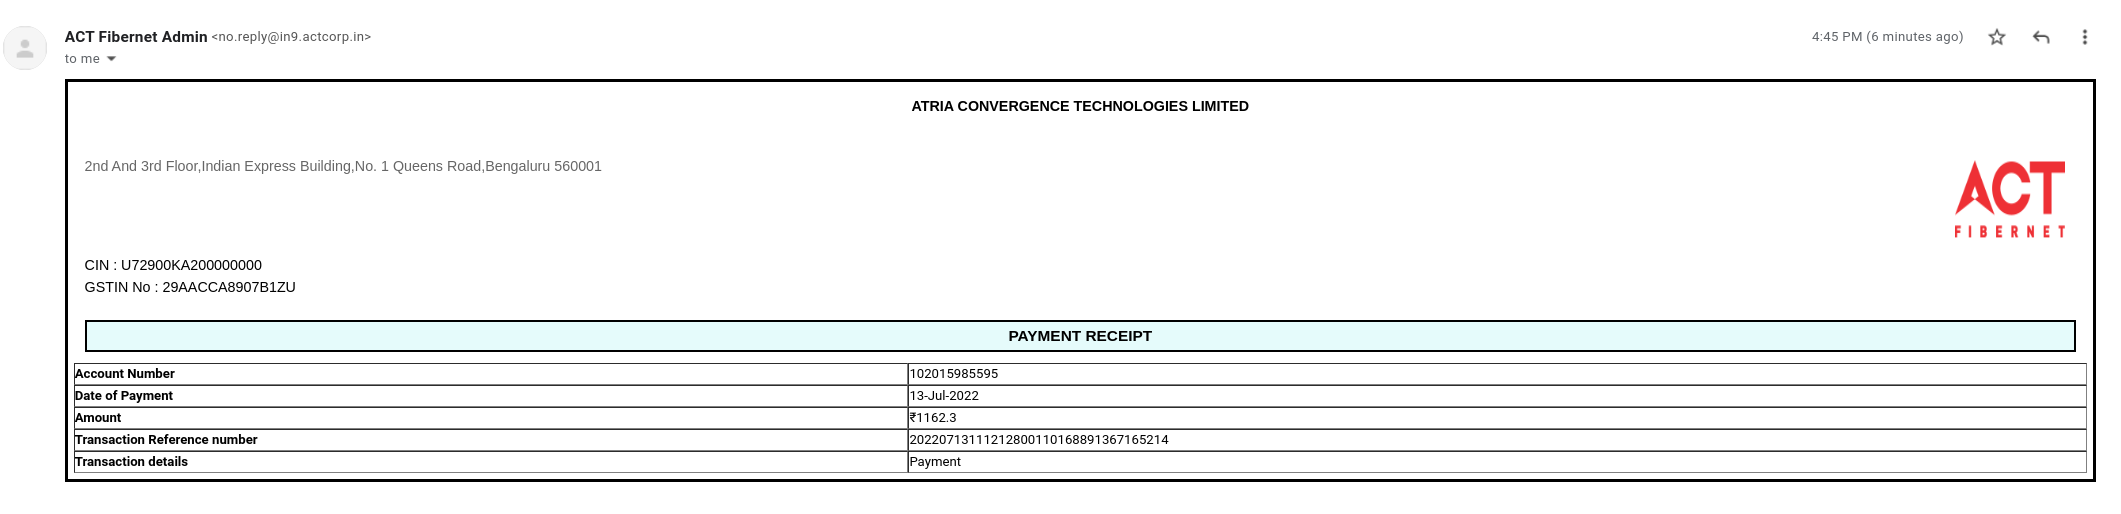 ACT Fibernet Admin <no.reply@in9.actcorp.in>
4:45 PM (6 minutes ago)
to me
ATRIA CONVERGENCE TECHNOLOGIES LIMITED
2nd And 3rd Floor,Indian Express Building,No. 1 Queens Road,Bengaluru 560001
ACT
FIBERNET
CIN : U72900KA200000000
GSTIN No : 29AACCA8907B1ZU
PAYMENT RECEIPT
Account Number 102015985595
Date of Payment 13-Jul-2022
Amount ₹1162.3
Transaction Reference number 20220713111212800110168891367165214
Transaction details Payment